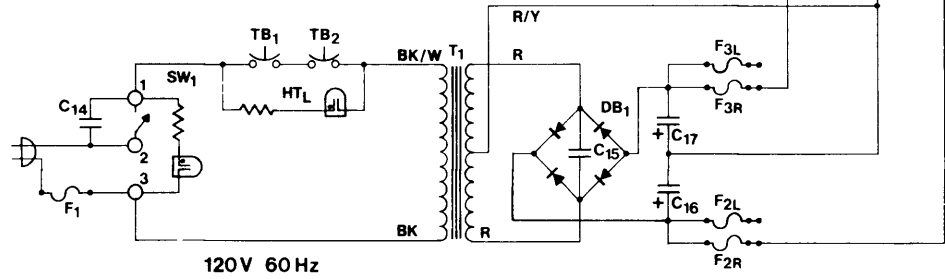 R/Y
TB1 TB2
BK/W T1 R
F3L
SW1
1
HTL
F3R
C14
DB1
+ C17
C15
2
3
+ C16
F2L
F1
BK R
F2R
120V 60Hz